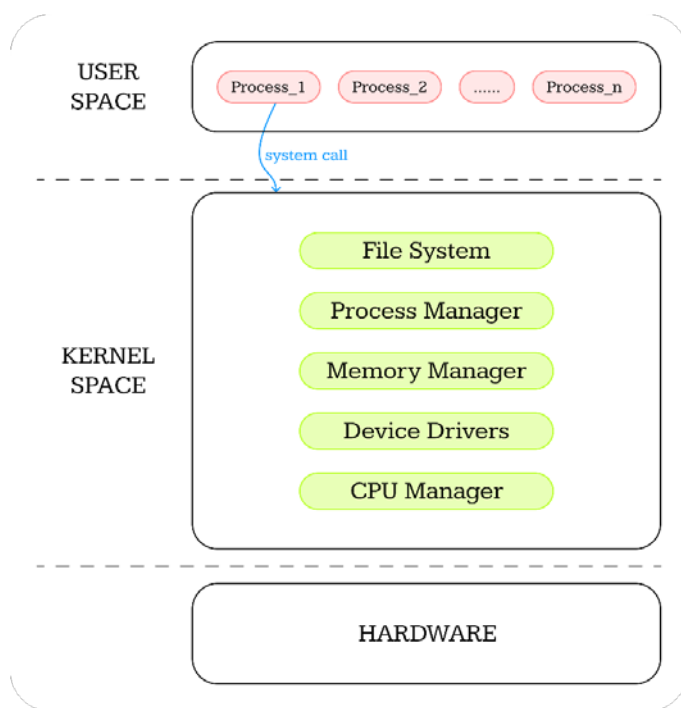 USER
SPACE
Process_1
Process_2
......
Process_n
system call
KERNEL
SPACE
File System
Process Manager
Memory Manager
Device Drivers
CPU Manager
HARDWARE